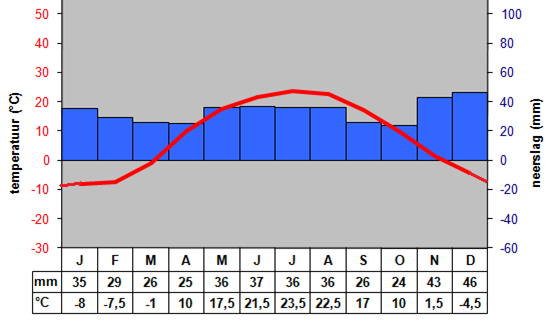 50 100
40 80
30 60
20 40
10 20
0 0
-10 -20
-20 -40
-30 -60
temperatuur (°C)
neerslag (mm)
J F M A M J J A S O N D
mm 35 29 26 25 36 37 36 36 26 24 43 46
°C -8 -7,5 -1 10 17,5 21,5 23,5 22,5 17 10 1,5 -4,5